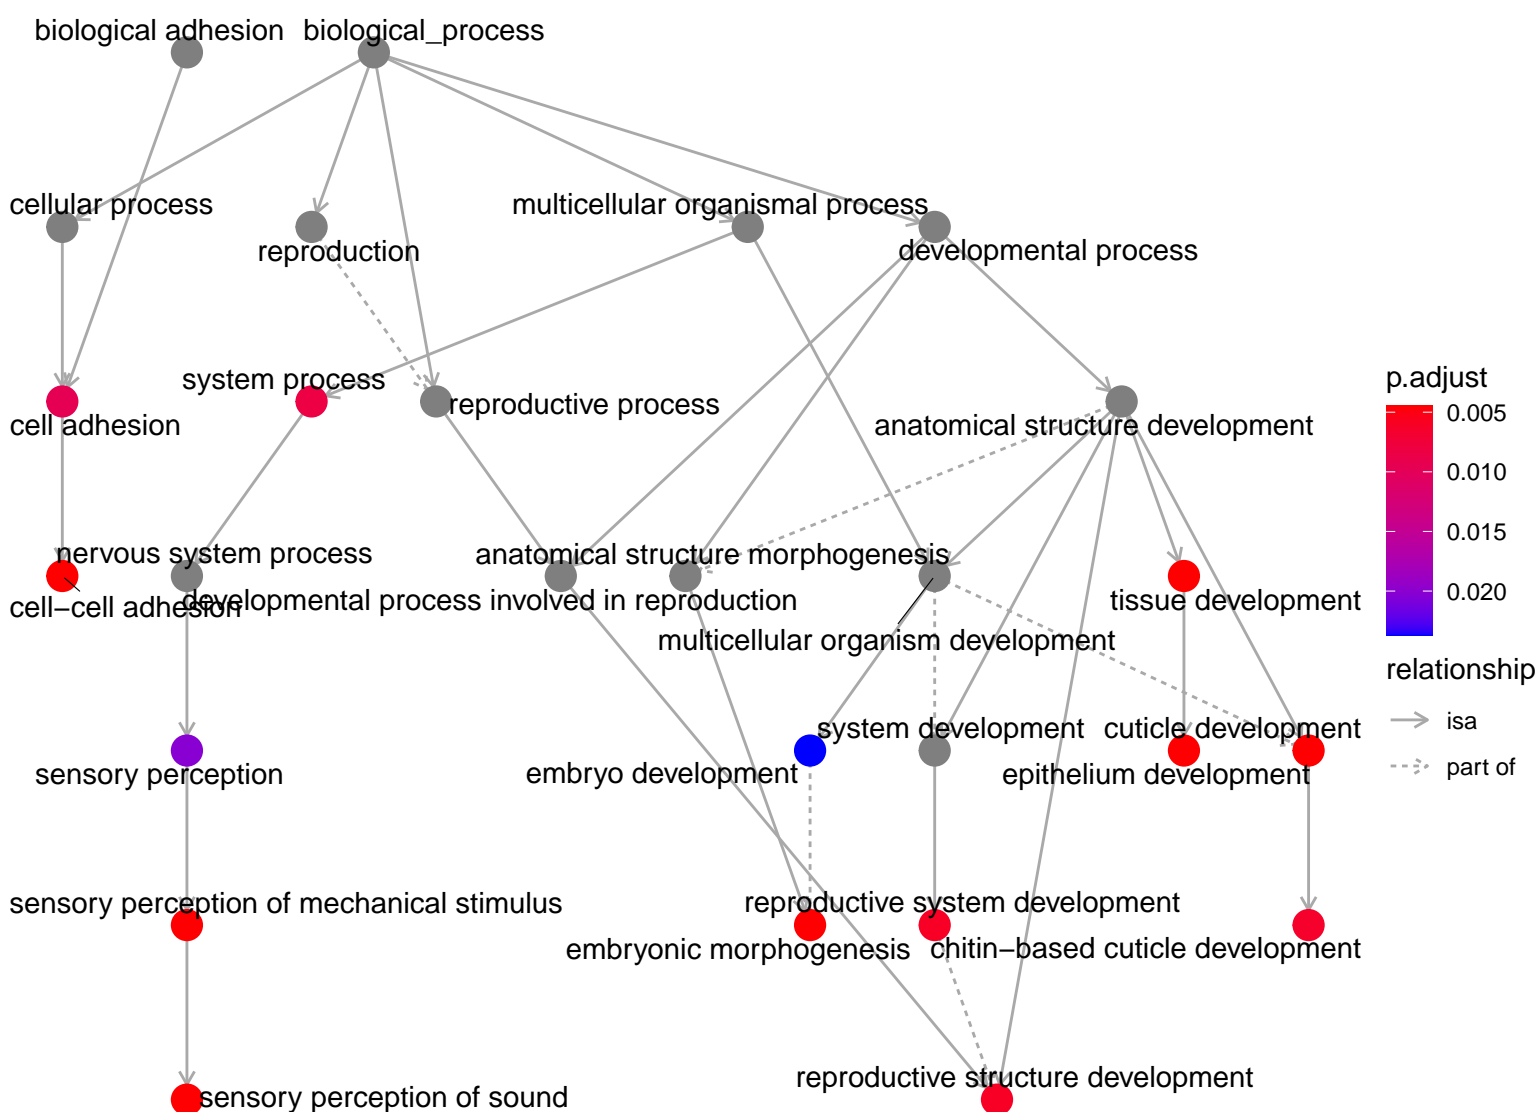 biological adhesion
biological_process
cellular process
multicellular organismal process
reproduction
developmental process
p.adjust
system process
reproductive process
0.005
cell adhesion
anatomical structure development
0.010
0.015
nervous system process
anatomical structure morphogenesis
0.020
cell−cell adhesion
developmental process involved in reproduction
tissue development
multicellular organism development
relationship
system development
cuticle development
isa
sensory perception
embryo development
epithelium development
part of
sensory perception of mechanical stimulus
reproductive system development
embryonic morphogenesis
chitin−based cuticle development
reproductive structure development
sensory perception of sound